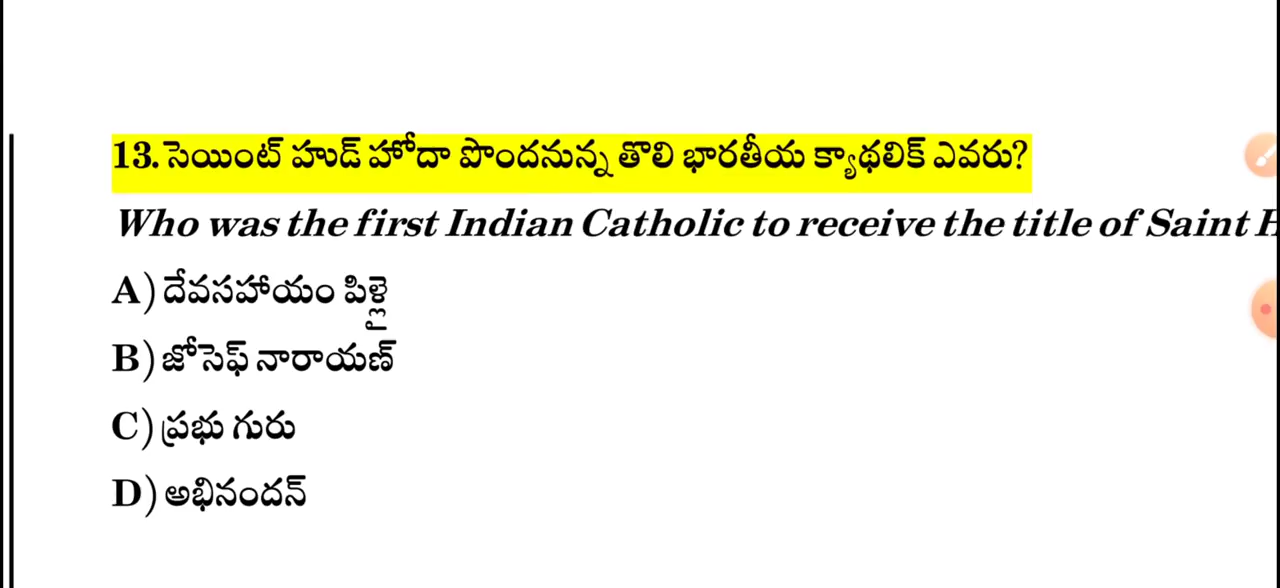 13.సెయింట్ హుడ్ హోదా పొందనున్న తొలి భారతీయ క్యాథలిక్ ఎవరు?
Who was the first Indian Catholic to receive the title of Saint H
A) దేవసహాయం పిళ్లై
B) జోసెఫ్ నారాయణ్
C) ప్రభు గురు
D) అభినందన్